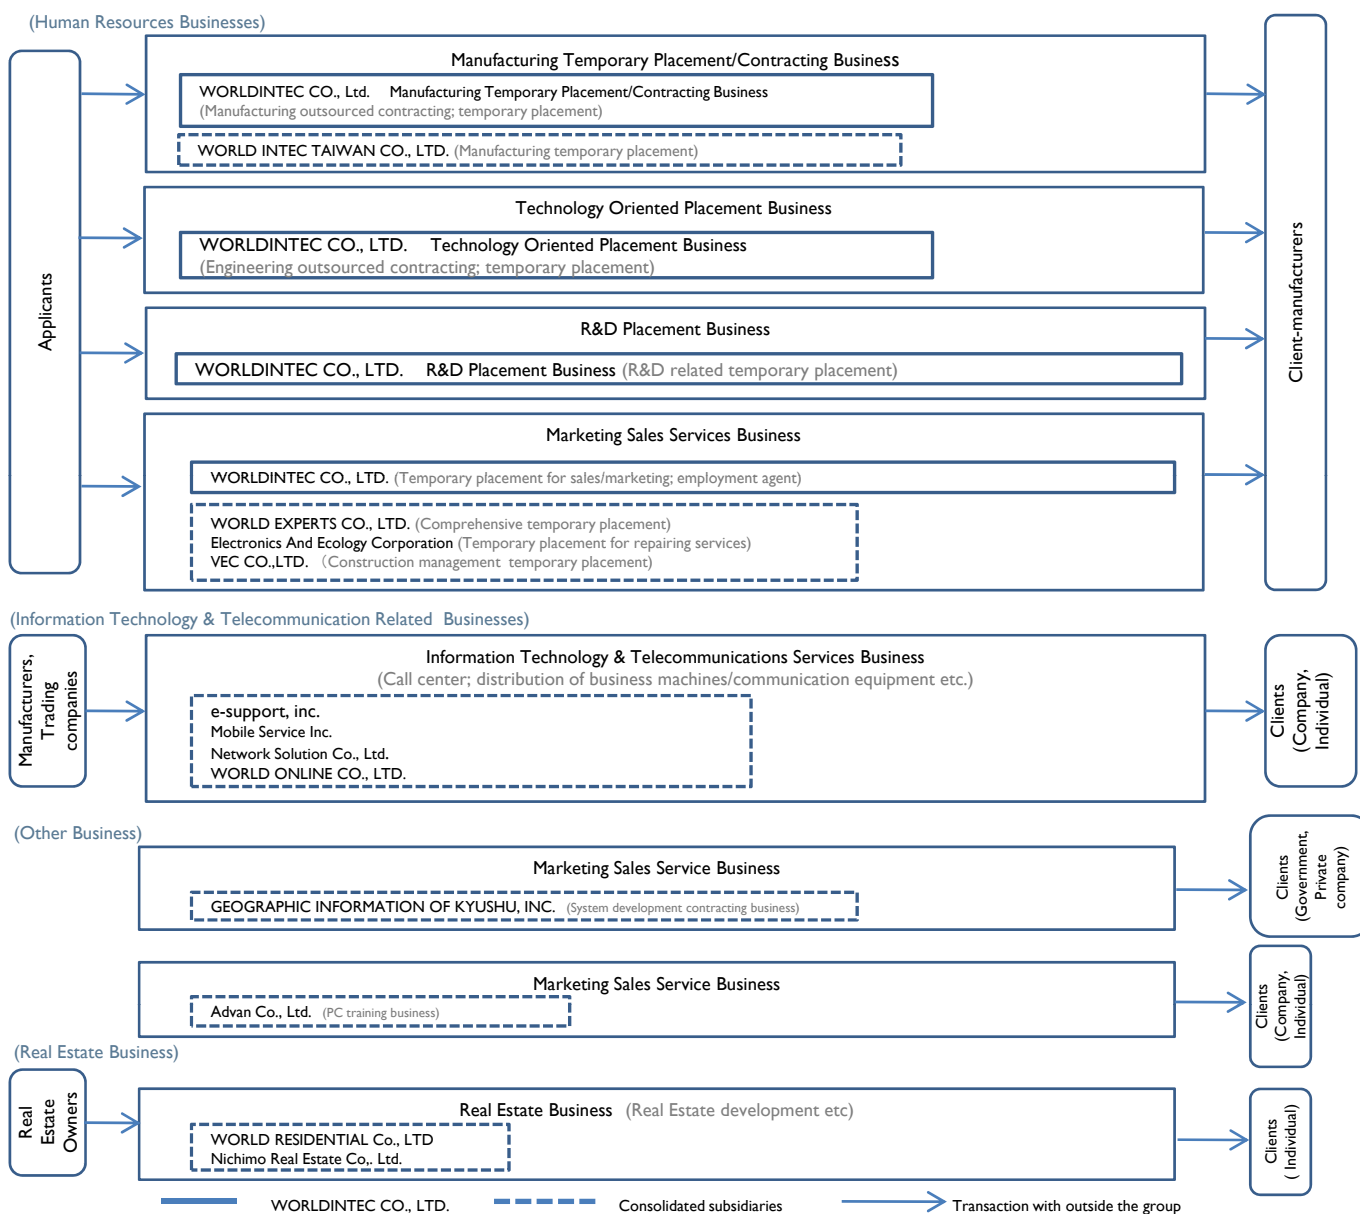 (Human Resources Businesses)
Applicants
Manufacturing Temporary Placement/Contracting Business
WORLDINTEC CO., Ltd. Manufacturing Temporary Placement/Contracting Business
(Manufacturing outsourced contracting; temporary placement)
WORLD INTEC TAIWAN CO., LTD. (Manufacturing temporary placement)
Technology Oriented Placement Business
WORLDINTEC CO., LTD. Technology Oriented Placement Business
(Engineering outsourced contracting; temporary placement)
R&D Placement Business
WORLDINTEC CO., LTD. R&D Placement Business (R&D related temporary placement)
Marketing Sales Services Business
WORLDINTEC CO., LTD. (Temporary placement for sales/marketing; employment agent)
WORLD EXPERTS CO., LTD. (Comprehensive temporary placement)
Electronics And Ecology Corporation (Temporary placement for repairing services)
VEC CO.,LTD. （Construction management temporary placement)
Client-manufacturers
(Information Technology & Telecommunication Related Businesses)
Manufacturers,
Trading
companies
Information Technology & Telecommunications Services Business
(Call center; distribution of business machines/communication equipment etc.)
e-support, inc.
Mobile Service Inc.
Network Solution Co., Ltd.
WORLD ONLINE CO., LTD.
Clients
(Company,
Individual)
(Other Business)
Marketing Sales Service Business
GEOGRAPHIC INFORMATION OF KYUSHU, INC. (System development contracting business)
Clients
(Government,
Private
company)
Marketing Sales Service Business
Advan Co., Ltd. (PC training business)
Clients
(Company,
Individual)
(Real Estate Business)
Real
Estate
Owners
Real Estate Business (Real Estate development etc)
WORLD RESIDENTIAL Co., LTD
Nichimo Real Estate Co,. Ltd.
Clients
( Individual)
WORLDINTEC CO., LTD.
Consolidated subsidiaries
Transaction with outside the group